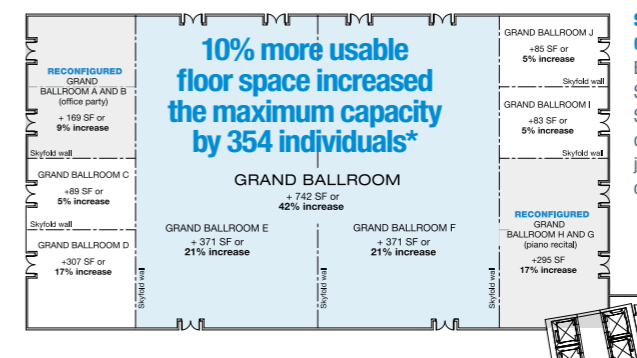 10% more usable
floor space increased
the maximum capacity
by 354 individuals*
RECONFIGURED
GRAND
BALLROOM A AND B
(office party)
+ 169 SF or
9% increase
Skyfold wall
GRAND BALLROOM C
+89 SF or
5% increase
Skyfold wall
GRAND BALLROOM D
+307 SF or
17% increase
GRAND BALLROOM
+ 742 SF or
42% increase
GRAND BALLROOM E
+ 371 SF or
21% increase
Skyfold wall
GRAND BALLROOM F
+ 371 SF or
21% increase
Skyfold wall
Skyfold wall
GRAND BALLROOM J
+85 SF or
5% increase
Skyfold wall
GRAND BALLROOM I
+83 SF or
5% increase
Skyfold wall
RECONFIGURED
GRAND
BALLROOM H AND G
(piano recital)
+295 SF
17% increase